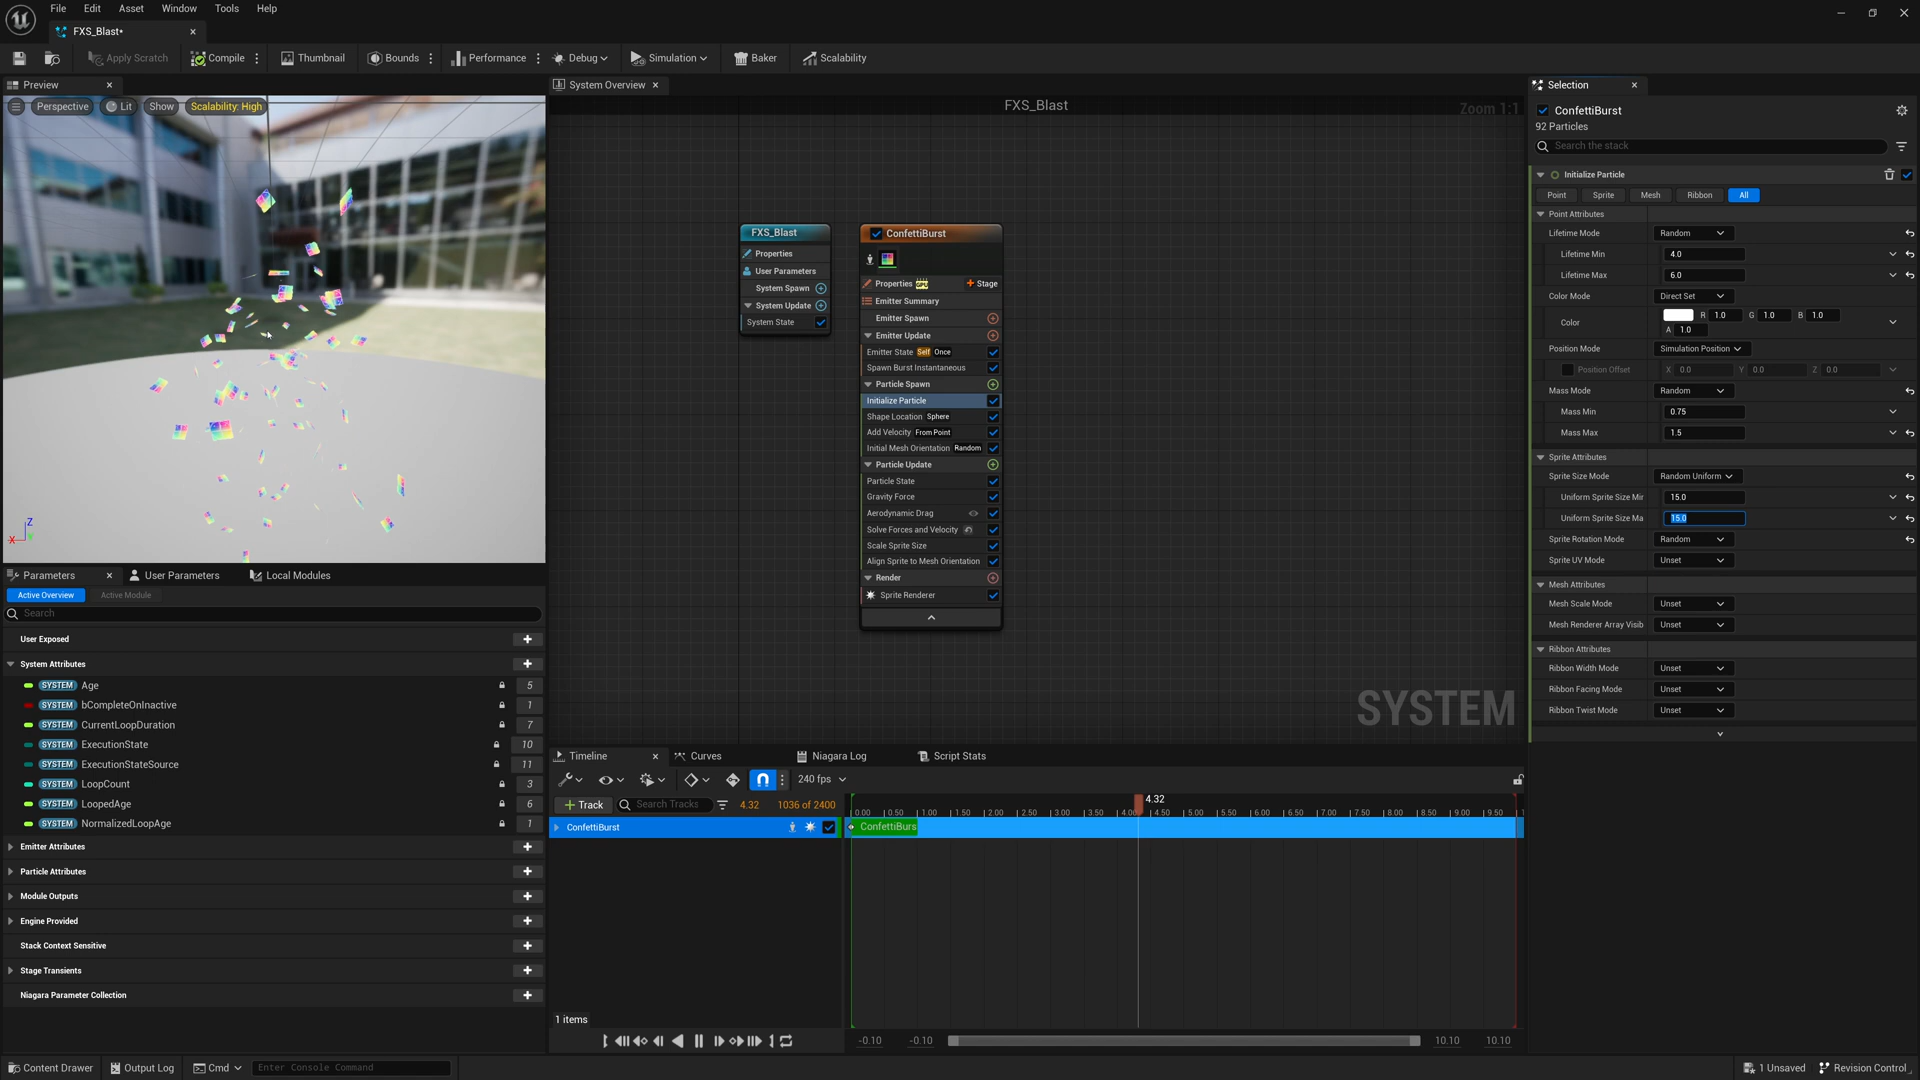 File Edit Asset Window Tools Help
FXS_Blast•
Apply Scratch Compile Thumbnail Bounds Performance Debug Simulation Baker Scalability
Preview
Perspective Lit Show Scalability: High
Z
X
Parameters User Parameters Local Modules
Active Overview Active Module
Search
User Exposed
System Attributes
SYSTEM Age 5
SYSTEM bCompleteOnInactive 1
SYSTEM CurrentLoopDuration 7
SYSTEM ExecutionState 10
SYSTEM ExecutionStateSource 11
SYSTEM LoopCount 3
SYSTEM LoopedAge 6
SYSTEM NormalizedLoopAge 1
Emitter Attributes
Particle Attributes
Module Outputs
Engine Provided
Stack Context Sensitive
Stage Transients
Niagara Parameter Collection
System Overview
FXS_Blast
Zoom 1:1
FXS_Blast
Properties
User Parameters
System Spawn
System Update
System State
ConfettiBurst
Properties Stage
Emitter Summary
Emitter Spawn
Emitter Update
Emitter State Self Once
Spawn Burst Instantaneous
Particle Spawn
Initialize Particle
Shape Location Sphere
Add Velocity From Point
Initial Mesh Orientation Random
Particle Update
Particle State
Gravity Force
Aerodynamic Drag
Solve Forces and Velocity
Scale Sprite Size
Align Sprite to Mesh Orientation
Render
Sprite Renderer
SYSTEM
Timeline Curves Niagara Log Script Stats
240 fps
+ Track Search Tracks 4.32 1036 of 2400
4.32
0.00 0.50 1.00 1.50 2.00 2.50 3.00 3.50 4.00 4.50 5.00 5.50 6.00 6.50 7.00 7.50 8.00 8.50 9.00 9.50
ConfettiBurst
ConfettiBurs
1 items
-0.10 -0.10 10.10 10.10
Selection
ConfettiBurst
92 Particles
Search the stack
Initialize Particle
Point Sprite Mesh Ribbon All
Point Attributes
Lifetime Mode Random
Lifetime Min 4.0
Lifetime Max 6.0
Color Mode Direct Set
Color R 1.0 G 1.0 B 1.0
A 1.0
Position Mode Simulation Position
Position Offset X 0.0 Y 0.0 Z 0.0
Mass Mode Random
Mass Min 0.75
Mass Max 1.5
Sprite Attributes
Sprite Size Mode Random Uniform
Uniform Sprite Size Mir 15.0
Uniform Sprite Size Ma 15.0
Sprite Rotation Mode Random
Sprite UV Mode Unset
Mesh Attributes
Mesh Scale Mode Unset
Mesh Renderer Array Visib Unset
Ribbon Attributes
Ribbon Width Mode Unset
Ribbon Facing Mode Unset
Ribbon Twist Mode Unset
Content Drawer Output Log Cmd Enter Console Command 1 Unsaved Revision Control